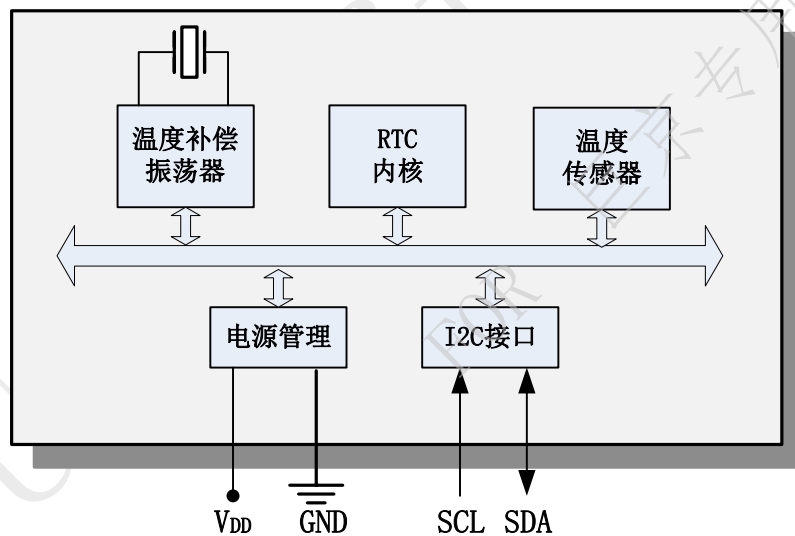 温度补偿
振荡器
RTC
内核
温度
传感器
电源管理
I2C接口
VDD
GND
SCL
SDA
FOR